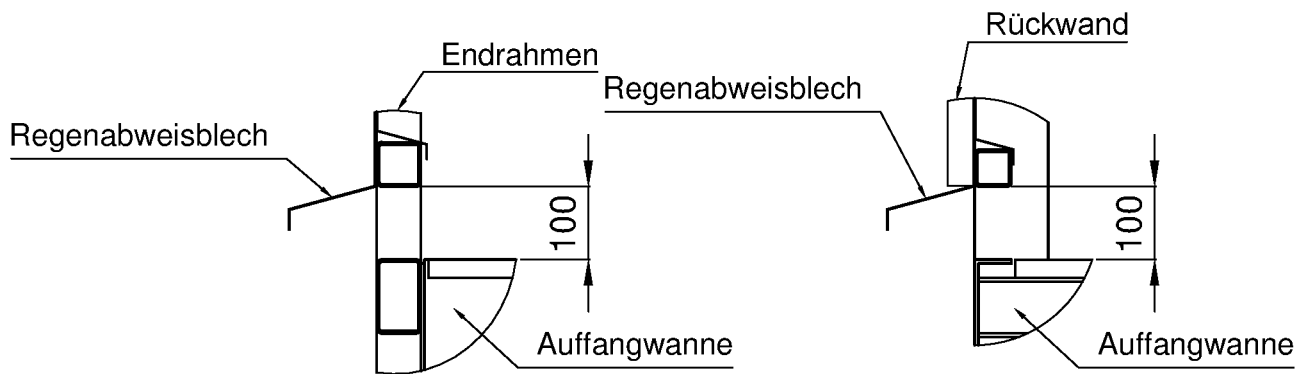 Endrahmen
Regenabweisblech
100
Auffangwanne
Rückwand
Regenabweisblech
100
Auffangwanne